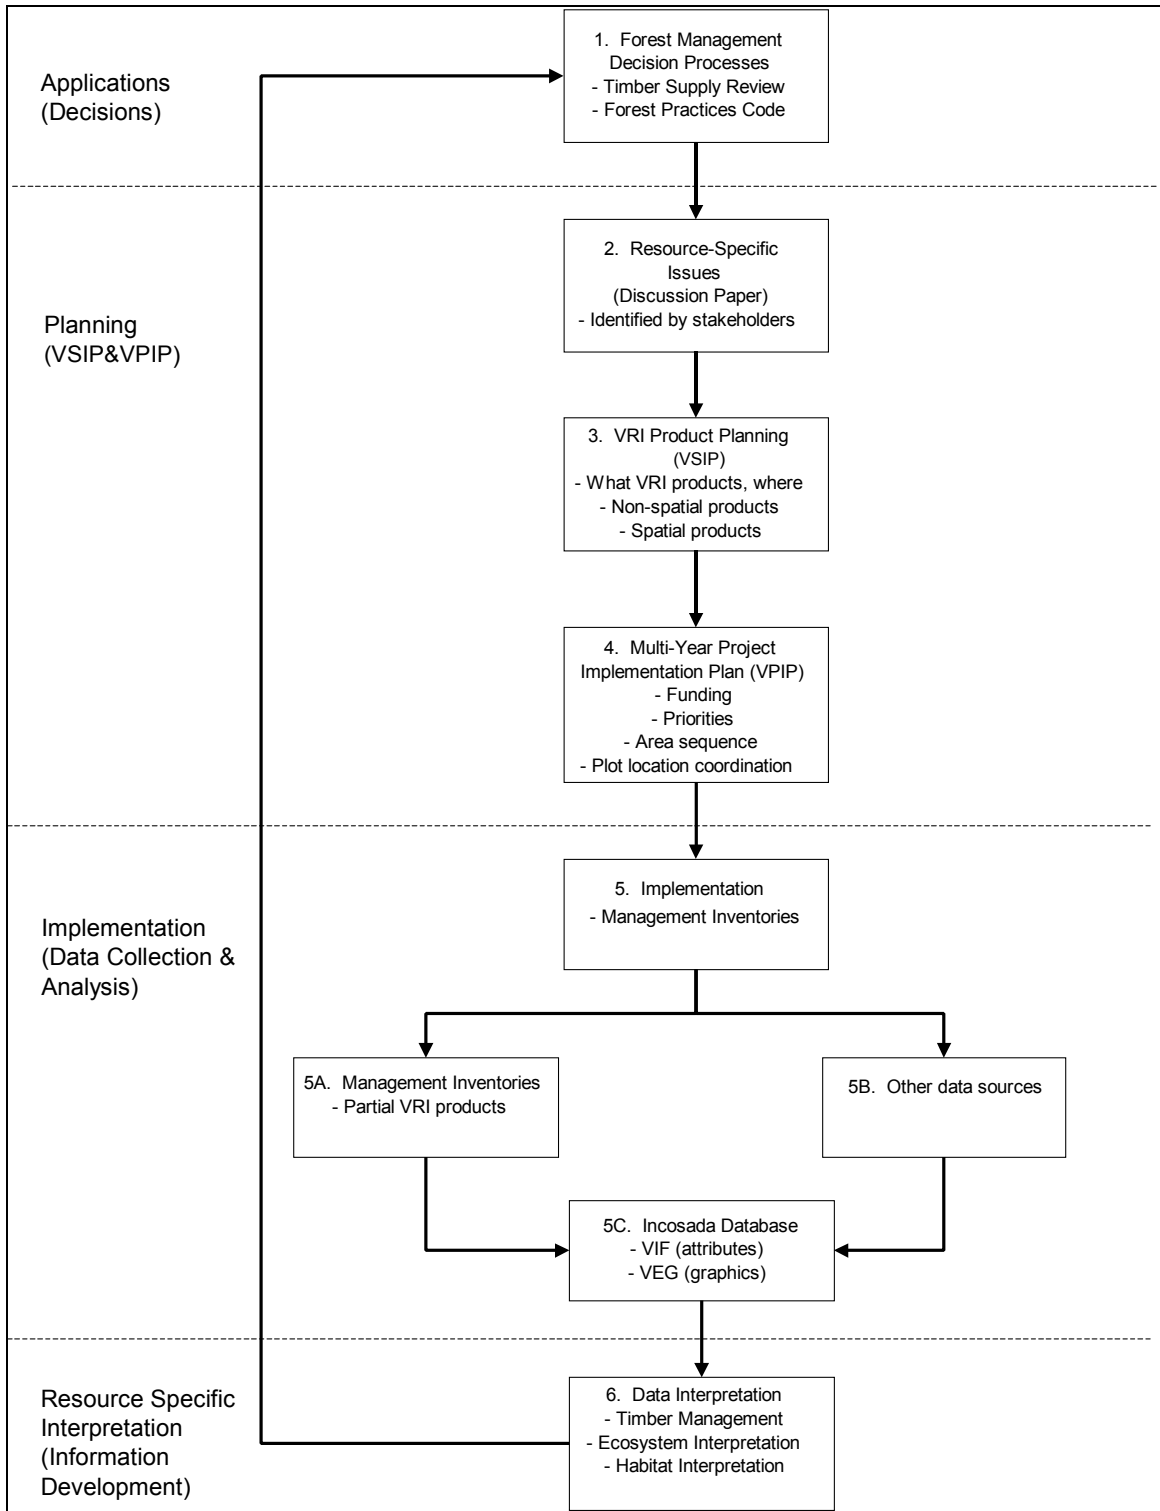 Applications
(Decisions)
1. Forest Management
Decision Processes
- Timber Supply Review
- Forest Practices Code
Planning
(VSIP&VPIP)
2. Resource-Specific
Issues
(Discussion Paper)
- Identified by stakeholders
3. VRI Product Planning
(VSIP)
- What VRI products, where
- Non-spatial products
- Spatial products
4. Multi-Year Project
Implementation Plan (VPIP)
- Funding
- Priorities
- Area sequence
- Plot location coordination
Implementation
(Data Collection &
Analysis)
5. Implementation
- Management Inventories
5A. Management Inventories
- Partial VRI products
5B. Other data sources
5C. Incosada Database
- VIF (attributes)
- VEG (graphics)
Resource Specific
Interpretation
(Information
Development)
6. Data Interpretation
- Timber Management
- Ecosystem Interpretation
- Habitat Interpretation